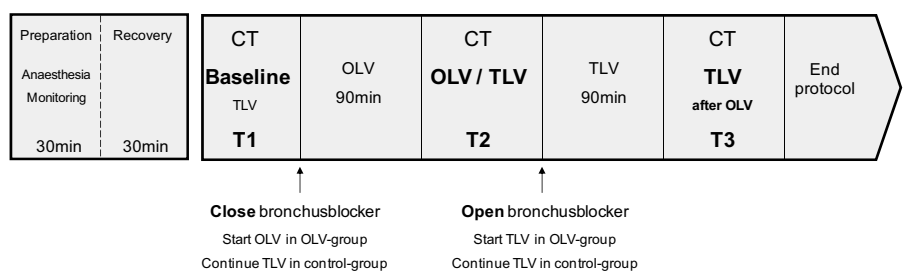 Preparation
Anaesthesia
Monitoring
30min
Recovery
30min
CT
Baseline
TLV
T1
OLV
90min
CT
OLV / TLV
T2
TLV
90min
CT
TLV
after OLV
T3
End
protocol
Close bronchusblocker
Start OLV in OLV-group
Continue TLV in control-group
Open bronchusblocker
Start TLV in OLV-group
Continue TLV in control-group